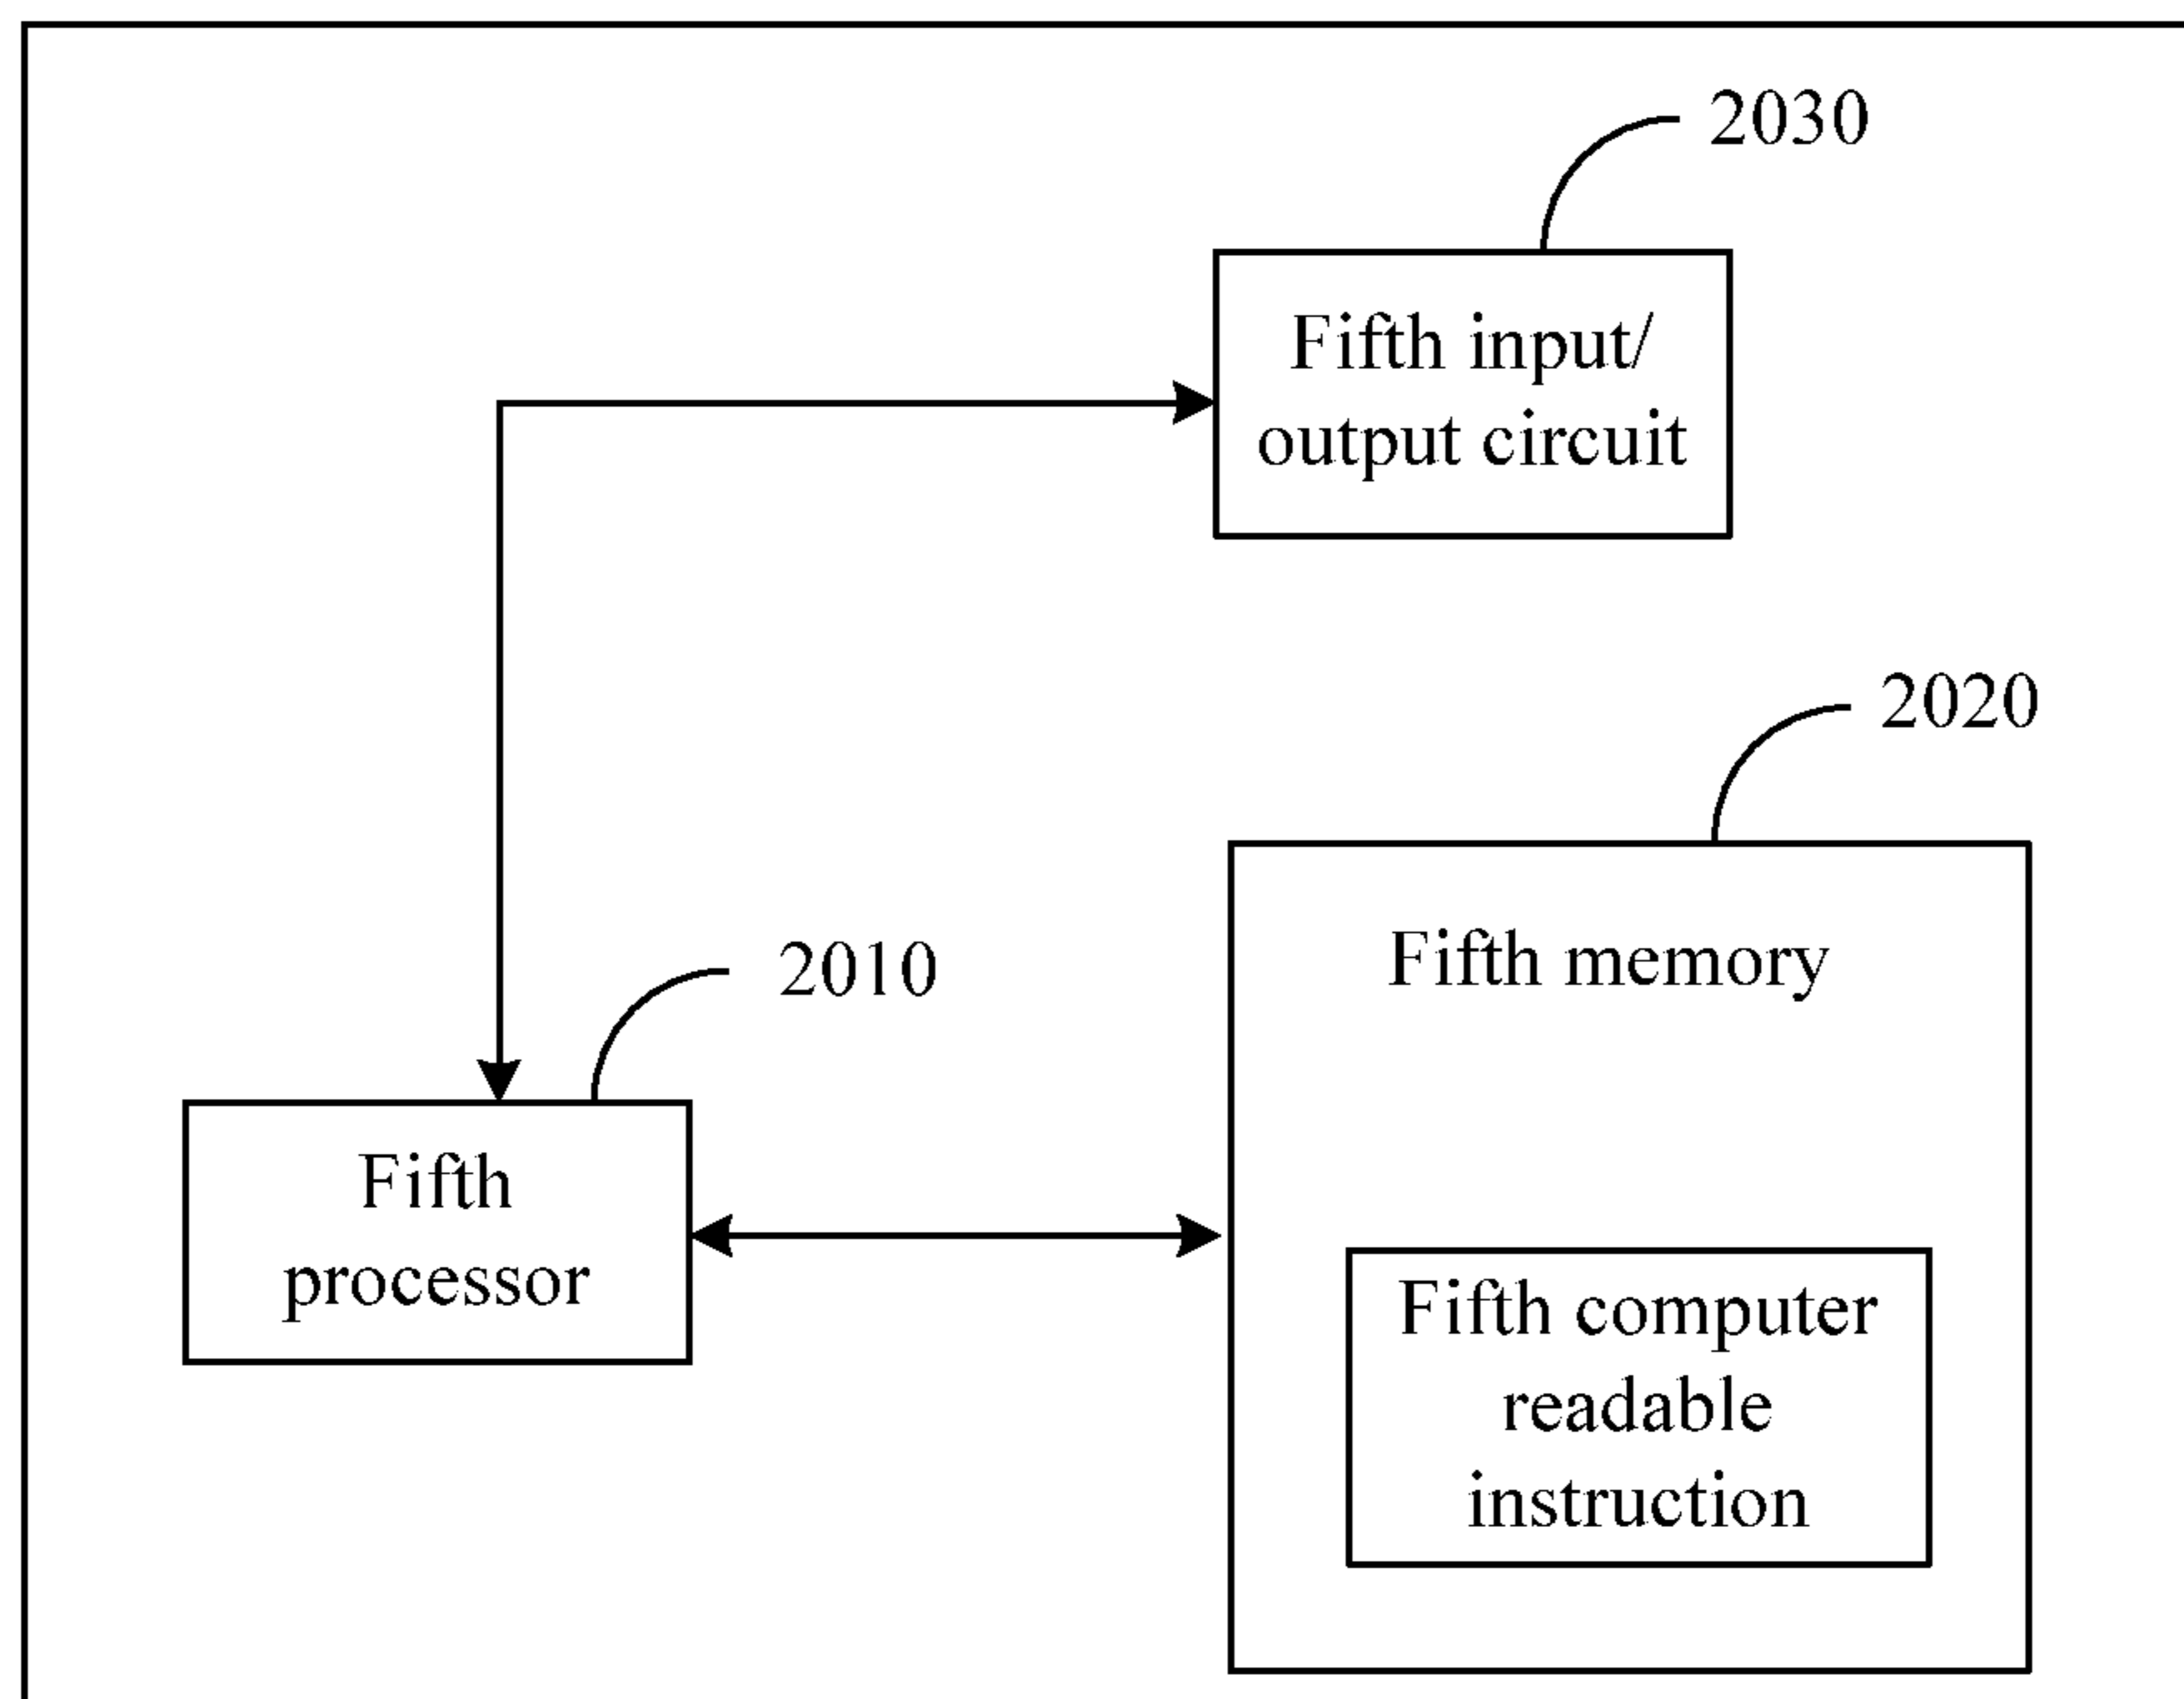 2030
Fifth input/
output circuit
2020
Fifth memory
2010
Fifth
processor
Fifth computer
readable
instruction